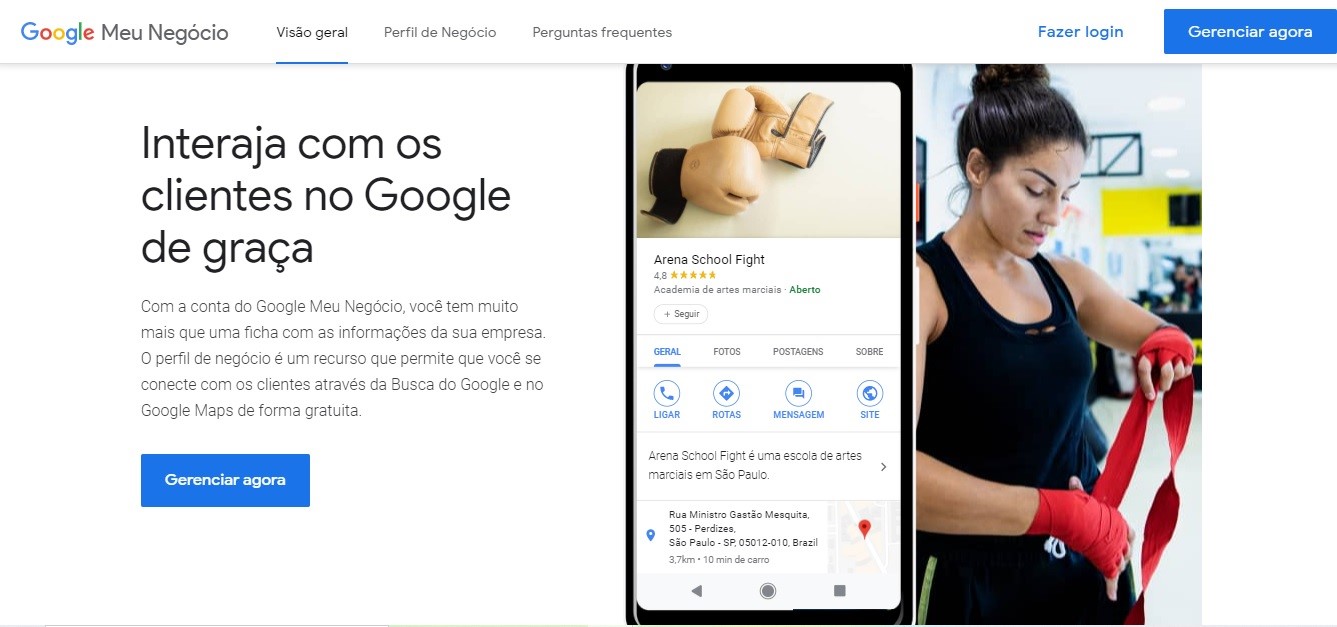 Google Meu Negócio
Visão geral
Perfil de Negócio
Perguntas frequentes
Fazer login
Gerenciar agora
Interaja com os
clientes no Google
de graça
Com a conta do Google Meu Negócio, você tem muito
mais que uma ficha com as informações da sua empresa.
O perfil de negócio é um recurso que permite que você se
conecte com os clientes através da Busca do Google e no
Google Maps de forma gratuita.
Gerenciar agora
Arena School Fight
4,8
Academia de artes marciais · Aberto
+ Seguir
GERAL
FOTOS
POSTAGENS
SOBRE
LIGAR
ROTAS
MENSAGEM
SITE
Arena School Fight é uma escola de artes
marciais em São Paulo.
Rua Ministro Gastão Mesquita,
505 - Perdizes,
São Paulo - SP, 05012-010, Brazil
3,7km • 10 min de carro